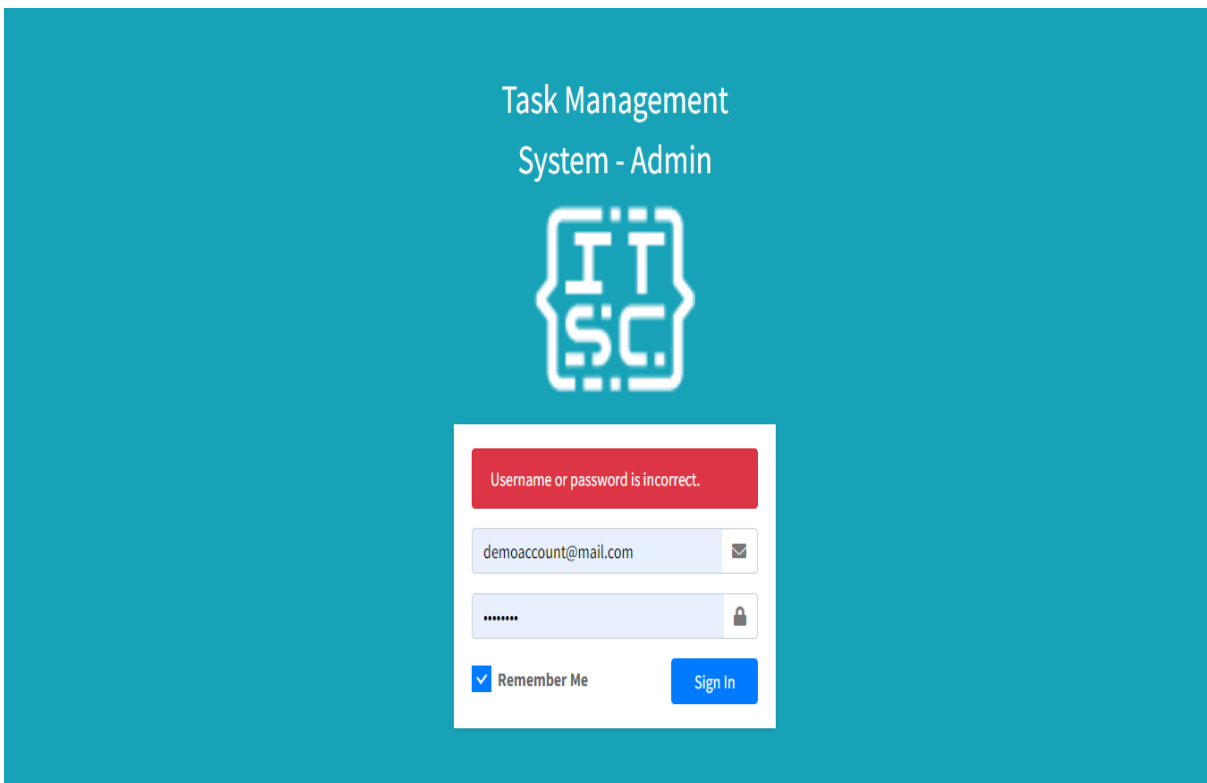 Task Management
System - Admin
IT
SC
Username or password is incorrect.
demoaccount@mail.com
••••••••
Remember Me
Sign In